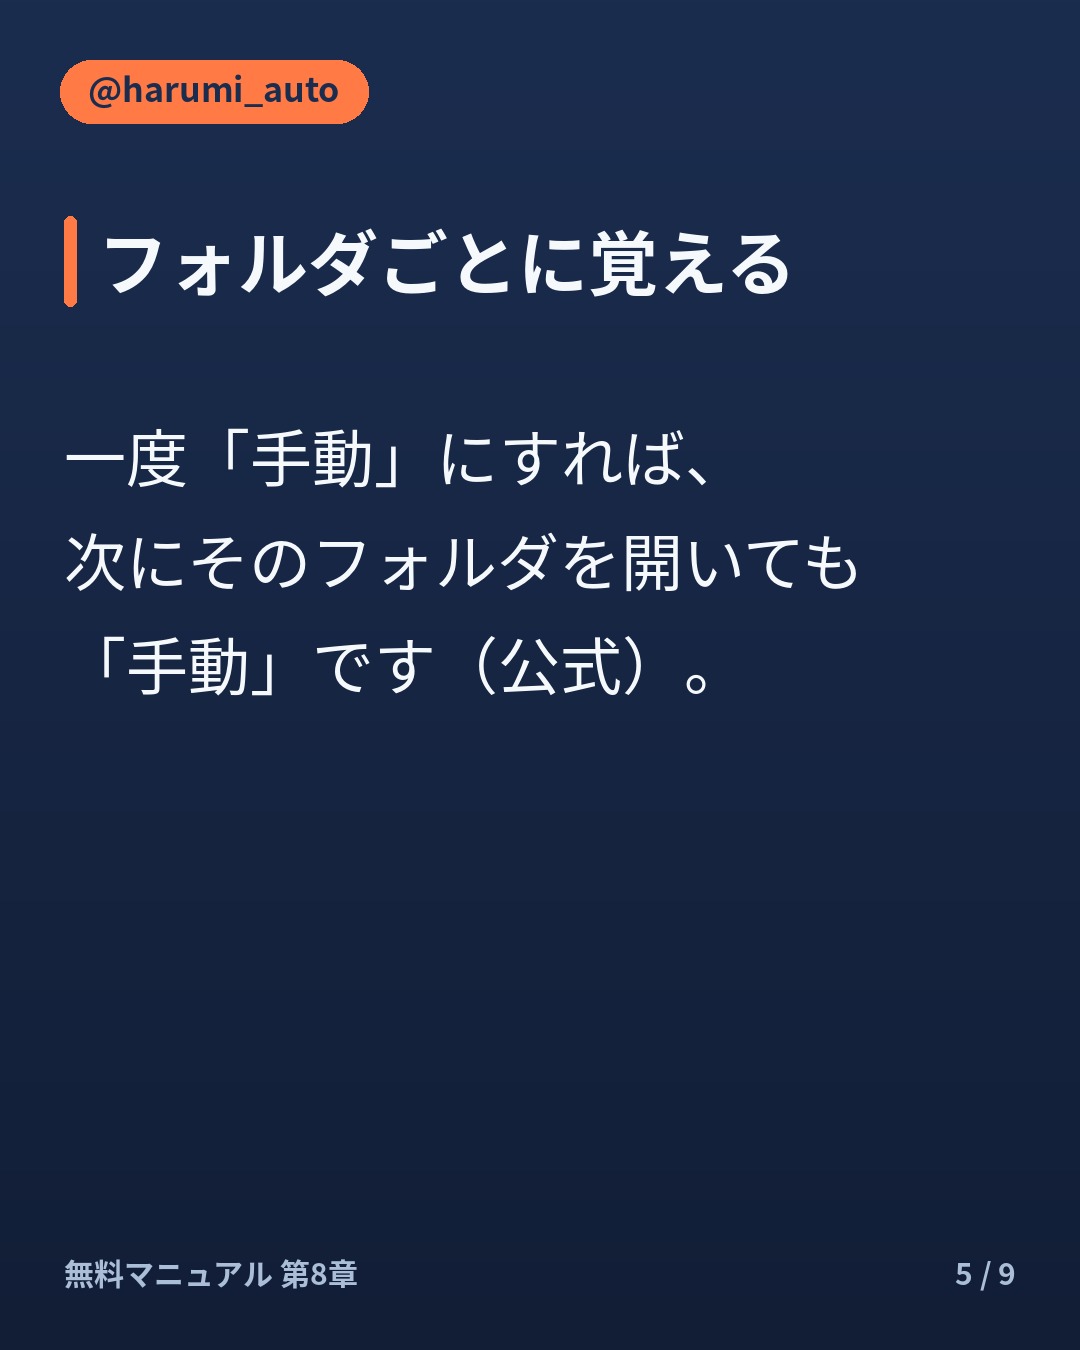 @harumi_auto
フォルダごとに覚える
一度「手動」にすれば、
次にそのフォルダを開いても
「手動」です（公式）。
無料マニュアル 第8章
5 / 9